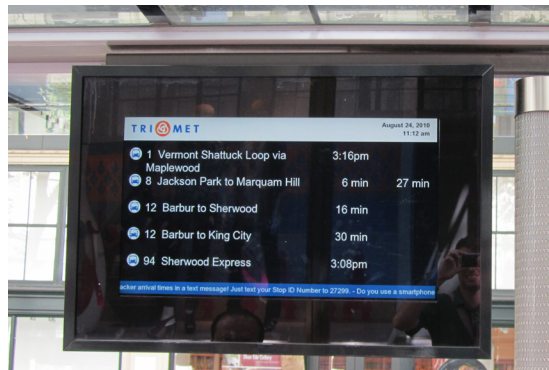 TRIMET
August 24, 2010
11:12 am
1 Vermont Shattuck Loop via 3:16pm
Maplewood
8 Jackson Park to Marquam Hill 6 min 27 min
12 Barbur to Sherwood 16 min
12 Barbur to King City 30 min
94 Sherwood Express 3:08pm
acker arrival times in a text message! Just text your Stop ID Number to 27299. - Do you use a smartphone